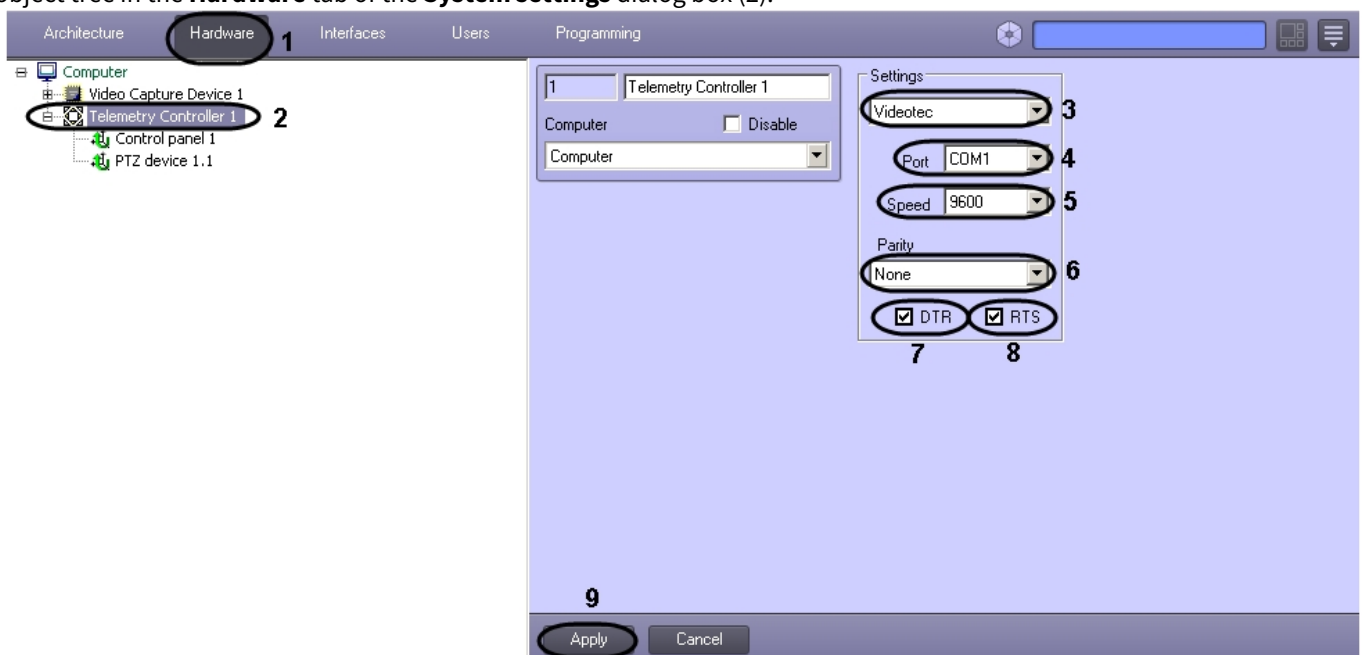 object tree in the Hardware tab of the System settings dialog box (2).
Architecture Hardware 1 Interfaces Users Programming
Computer
Video Capture Device 1
Telemetry Controller 1 2
Control panel 1
PTZ device 1.1
1 Telemetry Controller 1
Computer Disable
Computer
Settings
Videotec 3
Port COM1 4
Speed 9600 5
Parity
None 6
DTR RTS
7 8
9
Apply Cancel